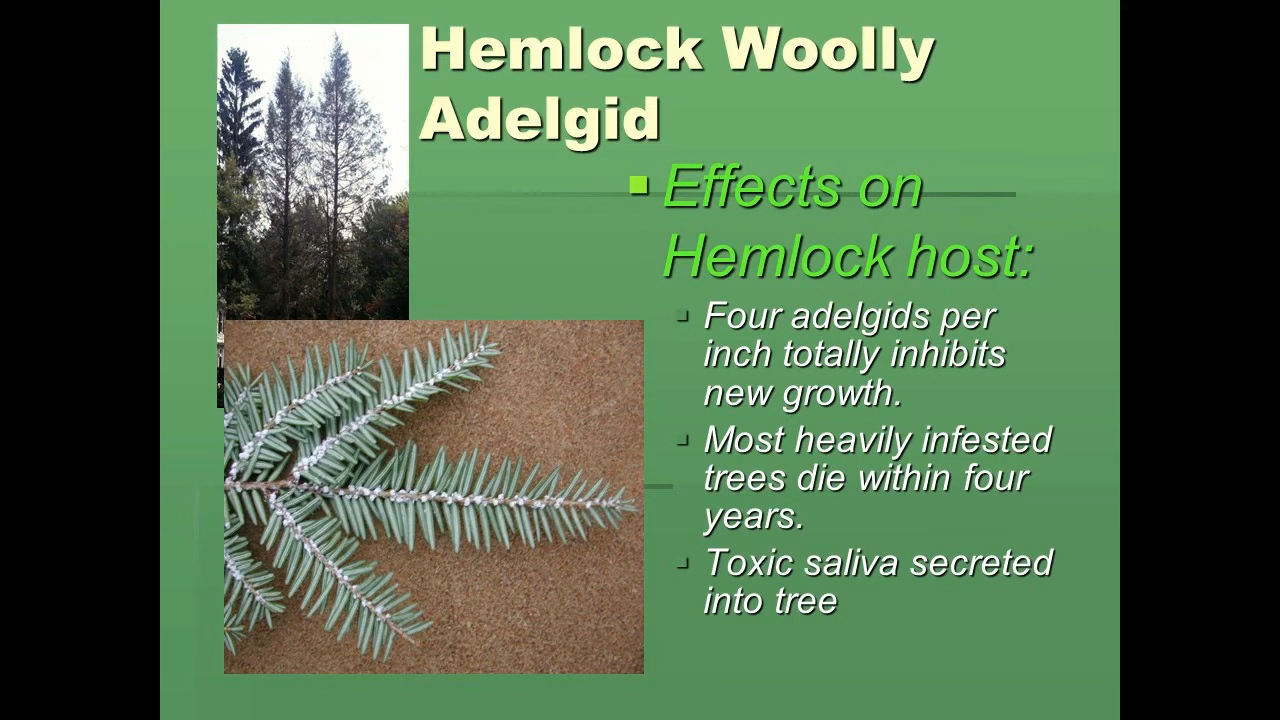 Hemlock Woolly
Adelgid
Effects on
Hemlock host:
Four adelgids per
inch totally inhibits
new growth.
Most heavily infested
trees die within four
years.
Toxic saliva secreted
into tree